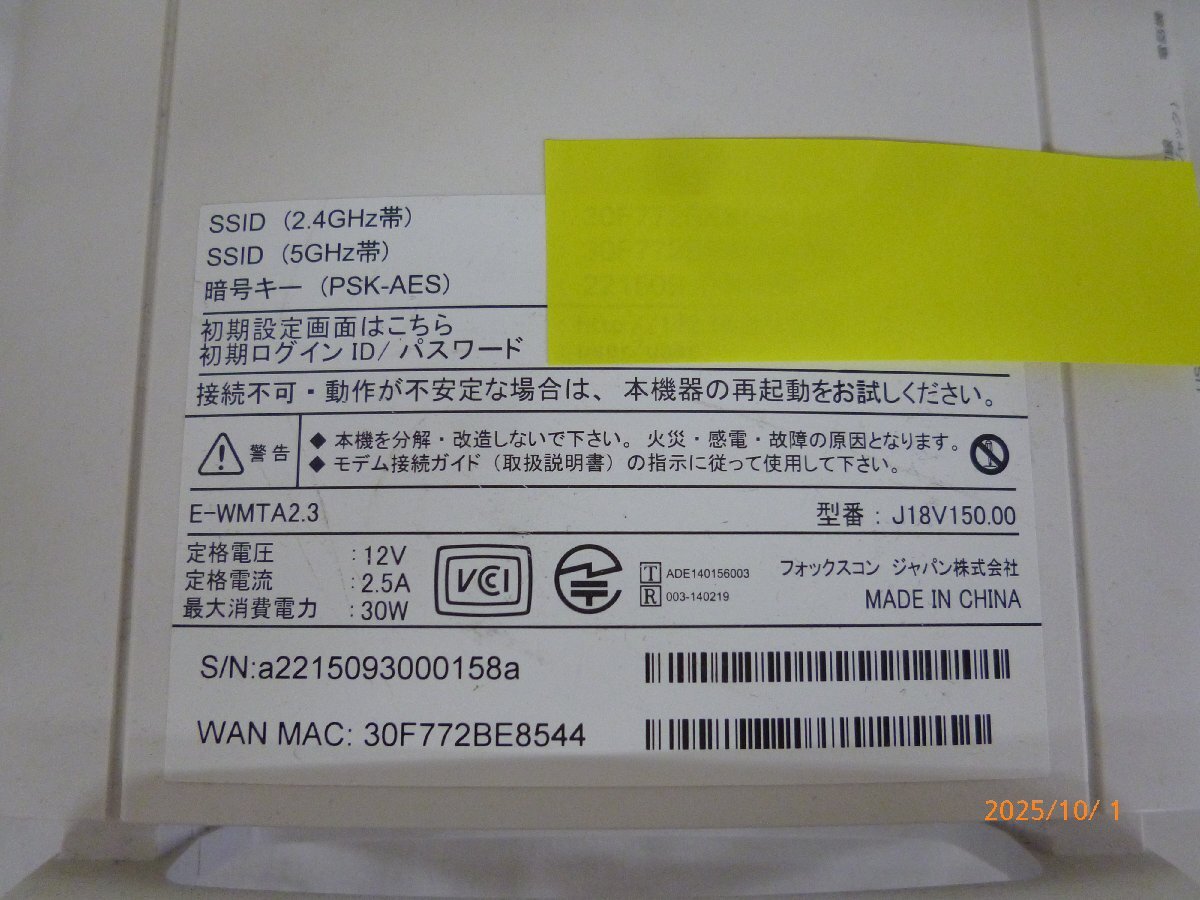 SSID (2.4GHz帯)
SSID (5GHz帯)
暗号キー (PSK-AES)
初期設定画面はこちら
初期ログイン ID/ パスワード
接続不可・動作が不安定な場合は、本機器の再起動をお試しください。
警告
◆ 本機を分解・改造しないで下さい。火災・感電・故障の原因となります。
◆ モデム接続ガイド（取扱説明書）の指示に従って使用して下さい。
E-WMTA2.3 型番 : J18V150.00
定格電圧 : 12V
定格電流 : 2.5A
最大消費電力 : 30W
VCCI
T ADE140156003
R 003-140219
フォックスコン ジャパン株式会社
MADE IN CHINA
S/N:a2215093000158a
WAN MAC: 30F772BE8544
2025/10/ 1